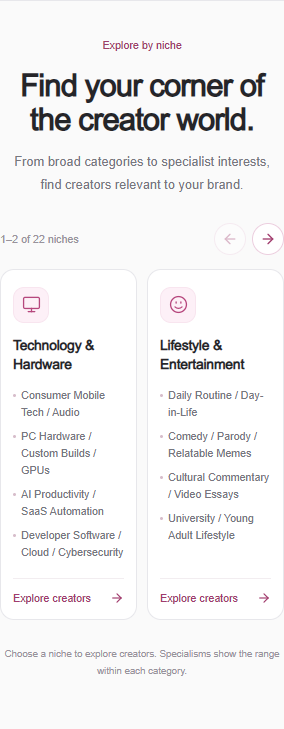 Explore by niche
Find your corner of
the creator world.
From broad categories to specialist interests,
find creators relevant to your brand.
1–2 of 22 niches
Technology &
Hardware
Consumer Mobile
Tech / Audio
PC Hardware /
Custom Builds /
GPUs
AI Productivity /
SaaS Automation
Developer Software /
Cloud / Cybersecurity
Explore creators
Lifestyle &
Entertainment
Daily Routine / Day-
in-Life
Comedy / Parody /
Relatable Memes
Cultural Commentary
/ Video Essays
University / Young
Adult Lifestyle
Explore creators
Choose a niche to explore creators. Specialisms show the range
within each category.